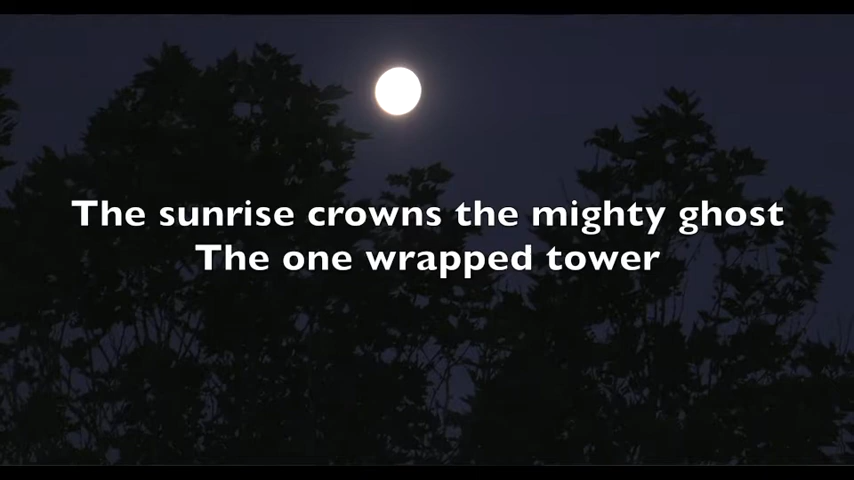 The sunrise crowns the mighty ghost
The one wrapped tower